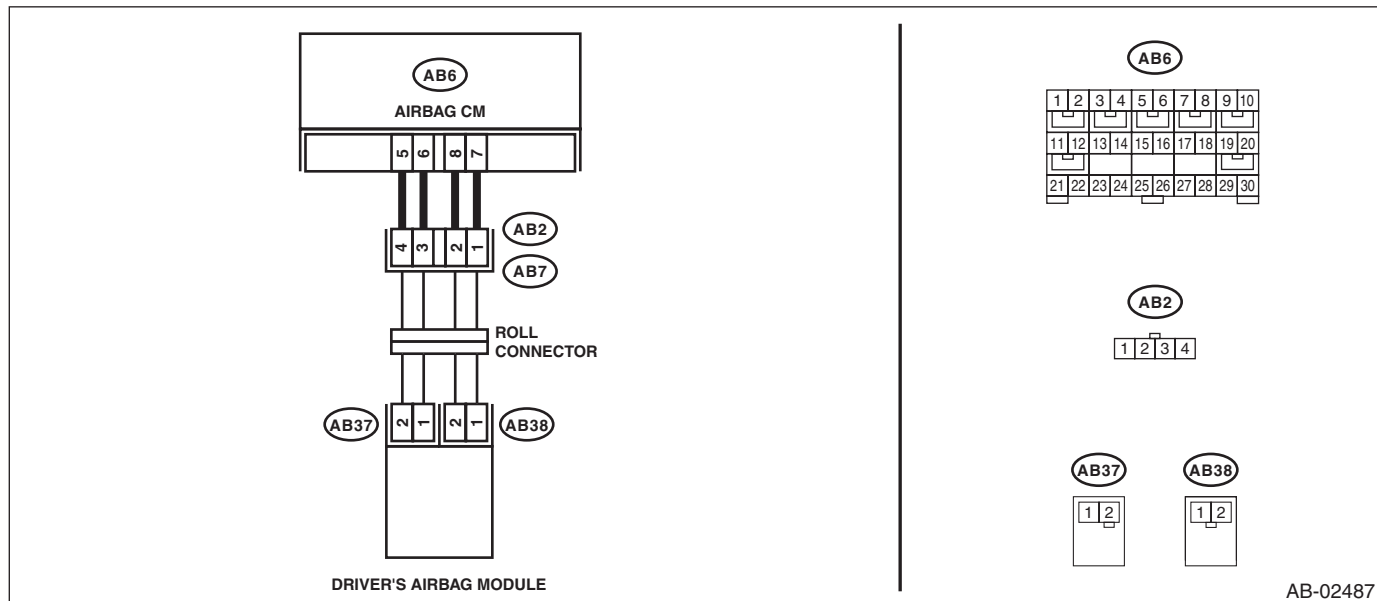 AB6
AIRBAG CM
5 6 8 7
4 3 2 1
AB2
AB7
ROLL
CONNECTOR
AB37
2 1 2 1
AB38
DRIVER'S AIRBAG MODULE
AB6
1 2 3 4 5 6 7 8 9 10
11 12 13 14 15 16 17 18 19 20
21 22 23 24 25 26 27 28 29 30
AB2
1 2 3 4
AB37
1 2
AB38
1 2
AB-02487